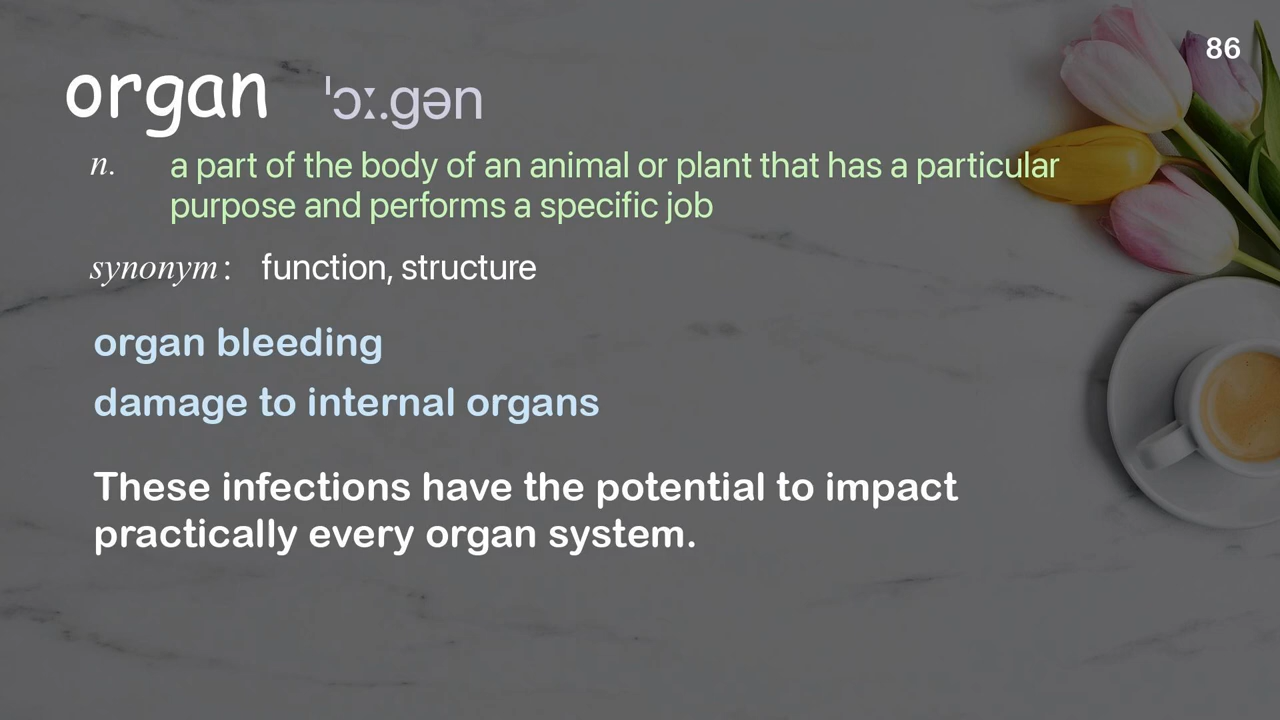 86
organ ˈɔː.gən
n. a part of the body of an animal or plant that has a particular
purpose and performs a specific job
synonym: function, structure
organ bleeding
damage to internal organs
These infections have the potential to impact
practically every organ system.